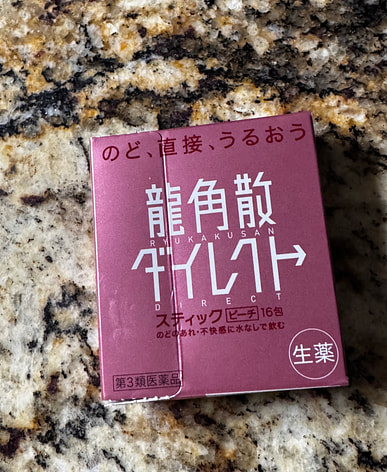 のど、直接、うるおう
龍角散
RYUKAKUSAN
ダイレクト
DIRECT
スティック ピーチ 16包
のどのあれ・不快感に水なしで飲む
生薬
第3類医薬品